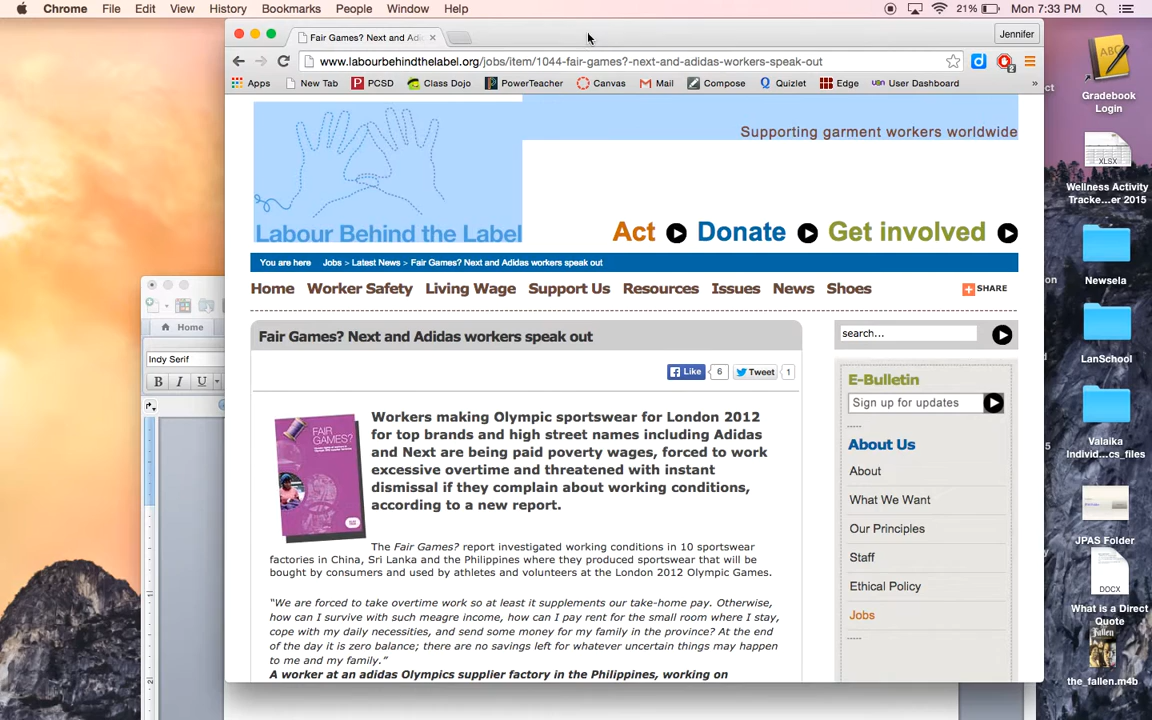 Chrome File Edit View History Bookmarks People Window Help 21% Mon 7:33 PM
Fair Games? Next and Adi
Jennifer
www.labourbehindthelabel.org/jobs/item/1044-fair-games?-next-and-adidas-workers-speak-out
Apps New Tab PCSD Class Dojo PowerTeacher Canvas Mail Compose Quizlet Edge User Dashboard »
Supporting garment workers worldwide
Labour Behind the Label
Act Donate Get involved
You are here Jobs > Latest News > Fair Games? Next and Adidas workers speak out
Home Worker Safety Living Wage Support Us Resources Issues News Shoes SHARE
Fair Games? Next and Adidas workers speak out
search...
Like 6 Tweet 1
FAIR
GAMES?
Workers making Olympic sportswear for London 2012
for top brands and high street names including Adidas
and Next are being paid poverty wages, forced to work
excessive overtime and threatened with instant
dismissal if they complain about working conditions,
according to a new report.
The Fair Games? report investigated working conditions in 10 sportswear
factories in China, Sri Lanka and the Philippines where they produced sportswear that will be
bought by consumers and used by athletes and volunteers at the London 2012 Olympic Games.
“We are forced to take overtime work so at least it supplements our take-home pay. Otherwise,
how can I survive with such meagre income, how can I pay rent for the small room where I stay,
cope with my daily necessities, and send some money for my family in the province? At the end
of the day it is zero balance; there are no savings left for whatever uncertain things may happen
to me and my family.”
A worker at an adidas Olympics supplier factory in the Philippines, working on
E-Bulletin
Sign up for updates
About Us
About
What We Want
Our Principles
Staff
Ethical Policy
Jobs
Home
Indy Serif
B I U
ABC
Gradebook
Login
XLSX
Wellness Activity
Tracke...er 2015
Newsela
LanSchool
Valaika
Individ...cs_files
JPAS Folder
DOCX
What is a Direct
Quote
Fallen
the_fallen.m4b